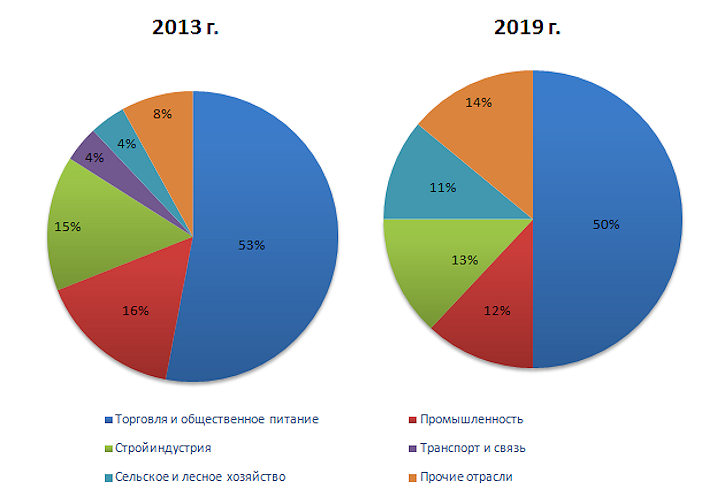 2013 г. 2019 г.
8%
4%
4%
15%
53%
16%
14%
11%
50%
13%
12%
Торговля и общественное питание Промышленность
Стройиндустрия Транспорт и связь
Сельское и лесное хозяйство Прочие отрасли